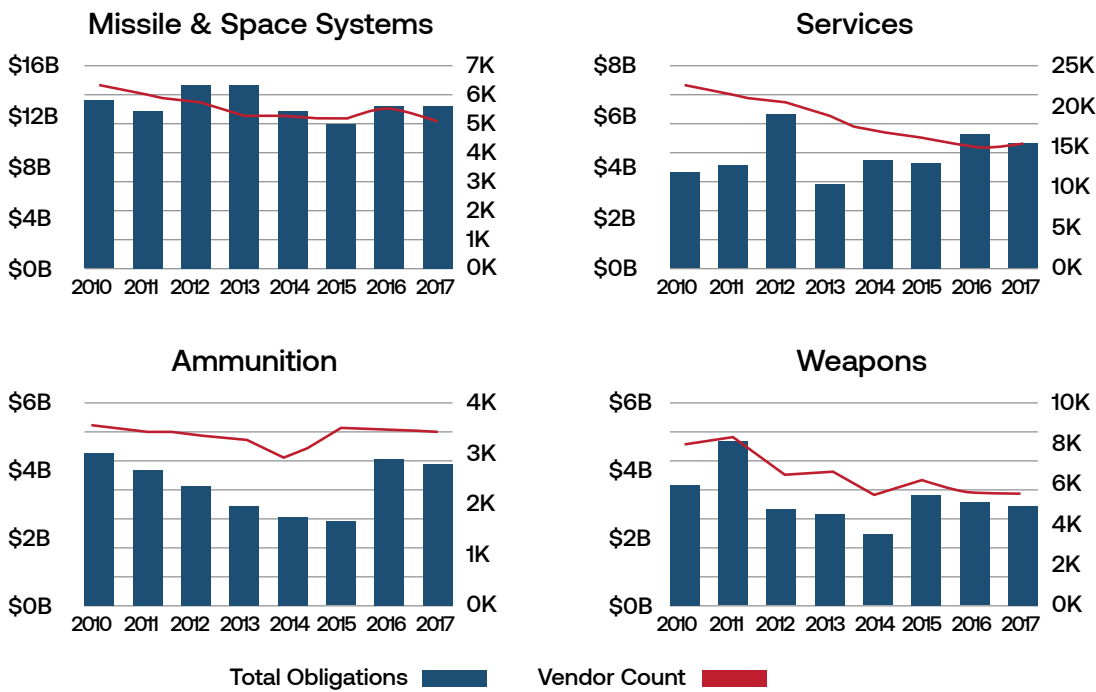 Missile & Space Systems
$16B
$12B
$8B
$4B
$0B
7K
6K
5K
4K
3K
2K
1K
0K
2010 2011 2012 2013 2014 2015 2016 2017
Services
$8B
$6B
$4B
$2B
$0B
25K
20K
15K
10K
5K
0K
2010 2011 2012 2013 2014 2015 2016 2017
Ammunition
$6B
$4B
$2B
$0B
4K
3K
2K
1K
0K
2010 2011 2012 2013 2014 2015 2016 2017
Weapons
$6B
$4B
$2B
$0B
10K
8K
6K
4K
2K
0K
2010 2011 2012 2013 2014 2015 2016 2017
Total Obligations
Vendor Count